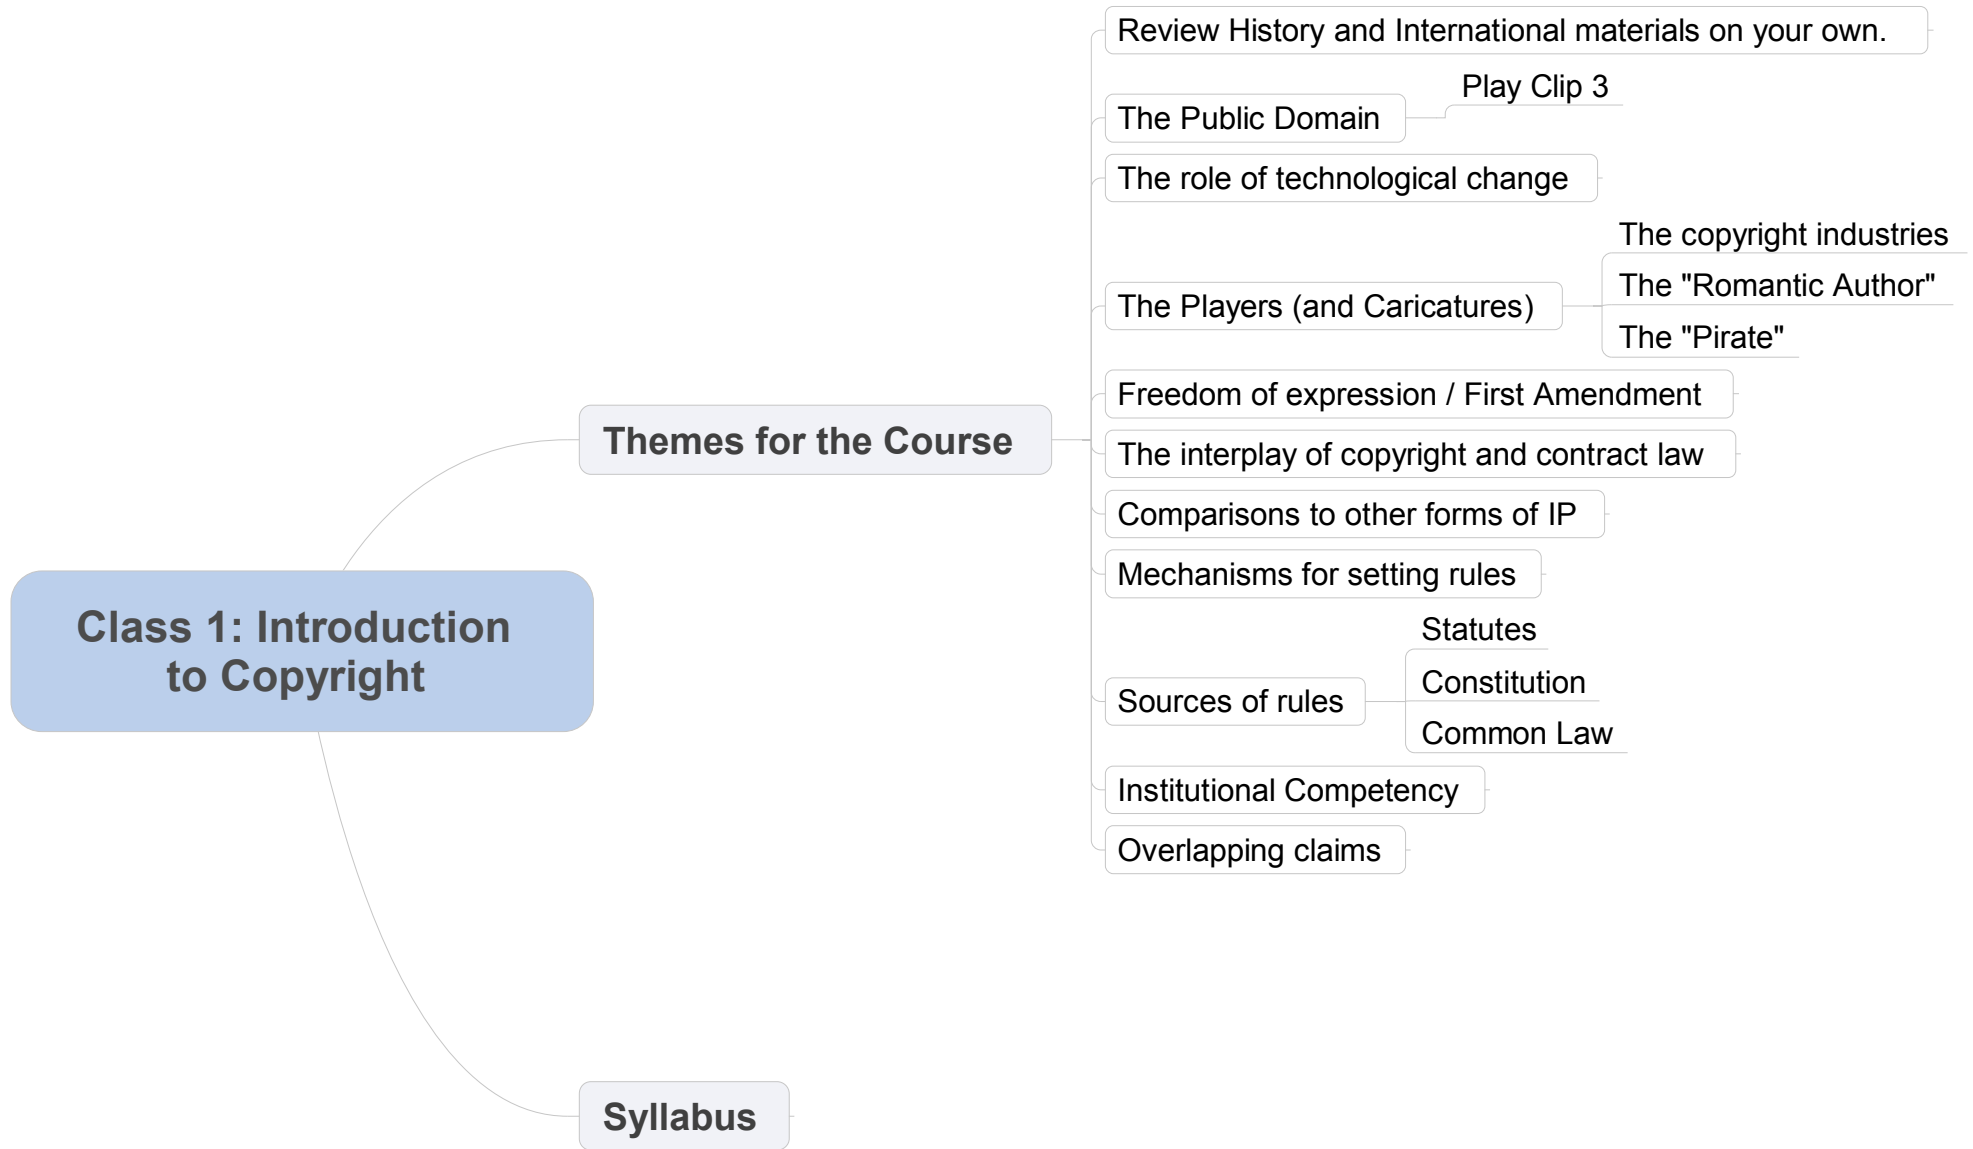 Class 1: Introduction
to Copyright
Themes for the Course
Review History and International materials on your own.
The Public Domain
Play Clip 3
The role of technological change
The Players (and Caricatures)
The copyright industries
The "Romantic Author"
The "Pirate"
Freedom of expression / First Amendment
The interplay of copyright and contract law
Comparisons to other forms of IP
Mechanisms for setting rules
Sources of rules
Statutes
Constitution
Common Law
Institutional Competency
Overlapping claims
Syllabus